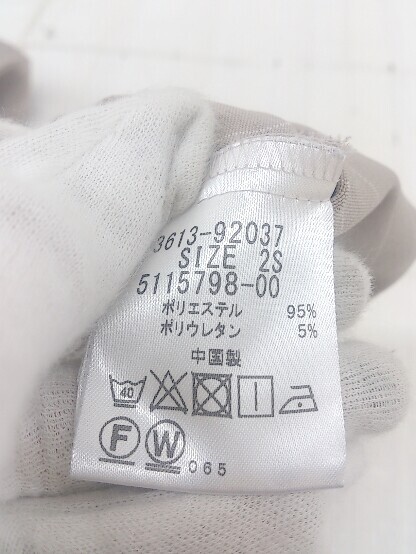 3613-92037
SIZE 2S
5115798-00
ポリエステル 95%
ポリウレタン 5%
中国製
40
F W 065